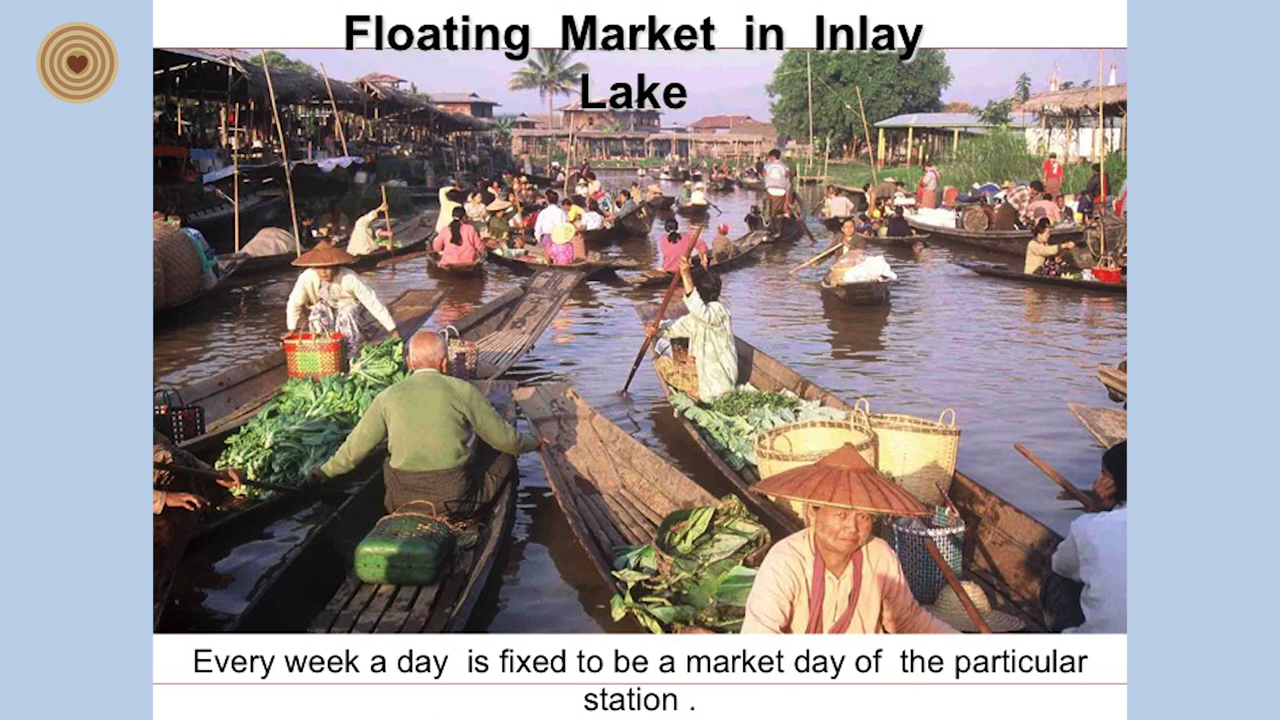 Floating Market in Inlay
Lake
Every week a day is fixed to be a market day of the particular
station .